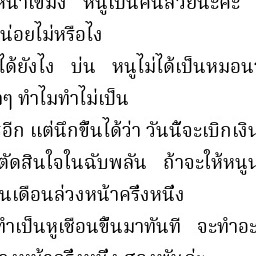 หน้าเข้มง หนูเป็นคนสวยนะคะ
น่อยไม่หรือไง
ได้ยังไง บ่น หนูไม่ได้เป็นหมอนร
ๆ ทำไมทำไม่เป็น
อีก แต่นึกขึ้นได้ว่า วันนี้จะเบิกเงิน
ตัดสินใจในฉับพลัน ถ้าจะให้หนูน
นเดือนล่วงหน้าครึ่งหนึ่ง
ทำเป็นหูเชือนขึ้นมาทันที จะทำอะ